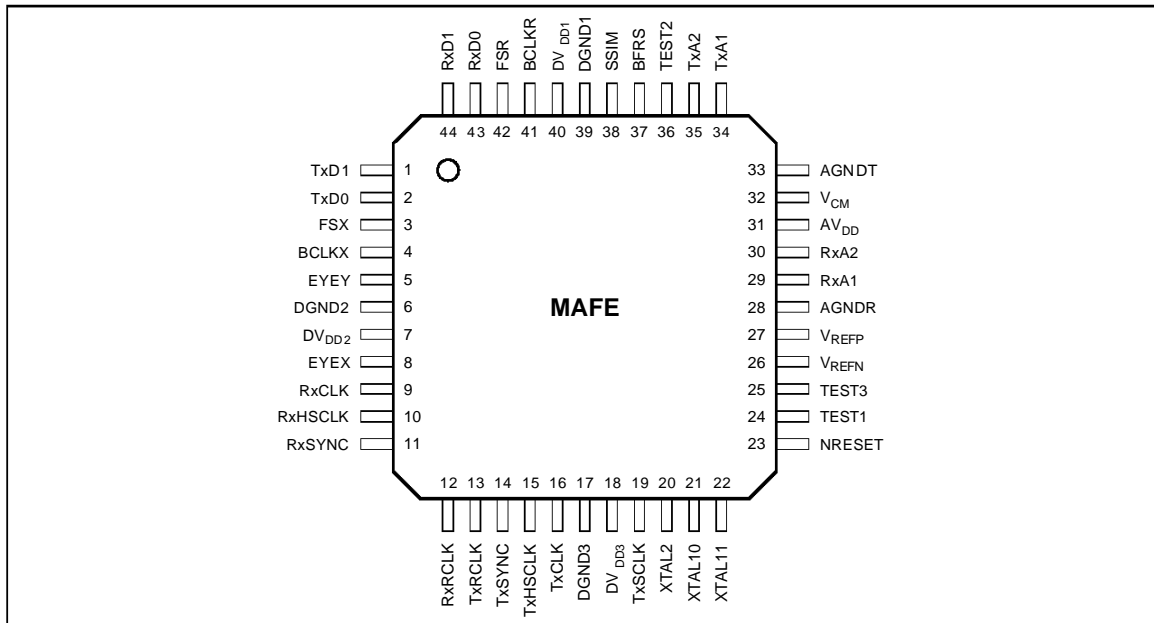 RxD1 RxD0 FSR BCLKR DVDD1 DGND1 SSIM BFRS TEST2 TxA2 TxA1
44 43 42 41 40 39 38 37 36 35 34
TxD1 1 33 AGNDT
TxD0 2 32 VCM
FSX 3 31 AVDD
BCLKX 4 30 RxA2
EYEY 5 29 RxA1
DGND2 6 MAFE 28 AGNDR
DVDD2 7 27 VREFP
EYEX 8 26 VREFN
RxCLK 9 25 TEST3
RxHSCLK 10 24 TEST1
RxSYNC 11 23 NRESET
12 13 14 15 16 17 18 19 20 21 22
RxRCLK TxRCLK TxSYNC TxHSCLK TxCLK DGND3 DVDD3 TxSCLK XTAL2 XTAL10 XTAL11